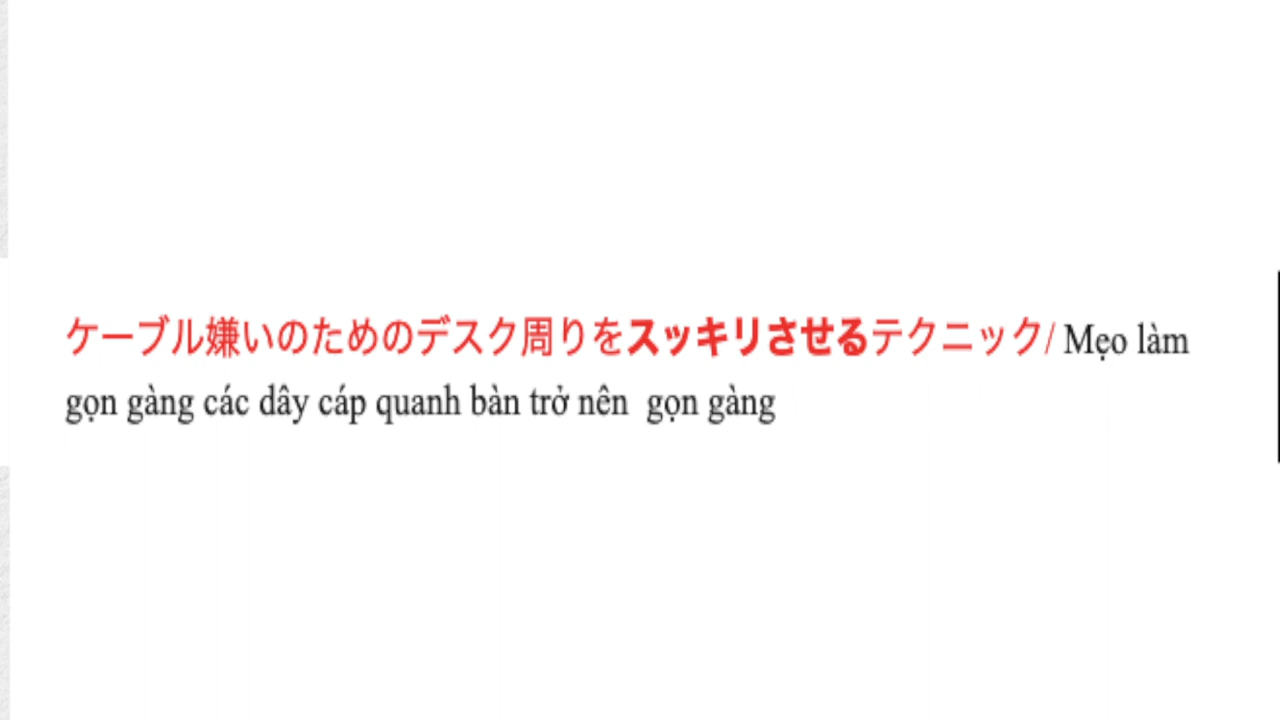 ケーブル嫌いのためのデスク周りをスッキリさせるテクニック/ Mẹo làm
gọn gàng các dây cáp quanh bàn trở nên gọn gàng